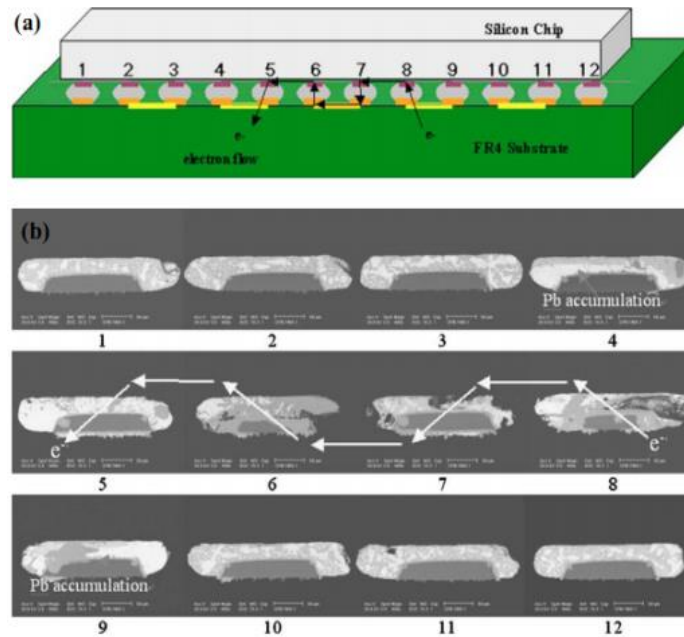 (a)
Silicon Chip
1 2 3 4 5 6 7 8 9 10 11 12
e-
e-
electron flow
FR4 Substrate
(b)
Pb accumulation
1 2 3 4
e-
e-
5 6 7 8
Pb accumulation
9 10 11 12